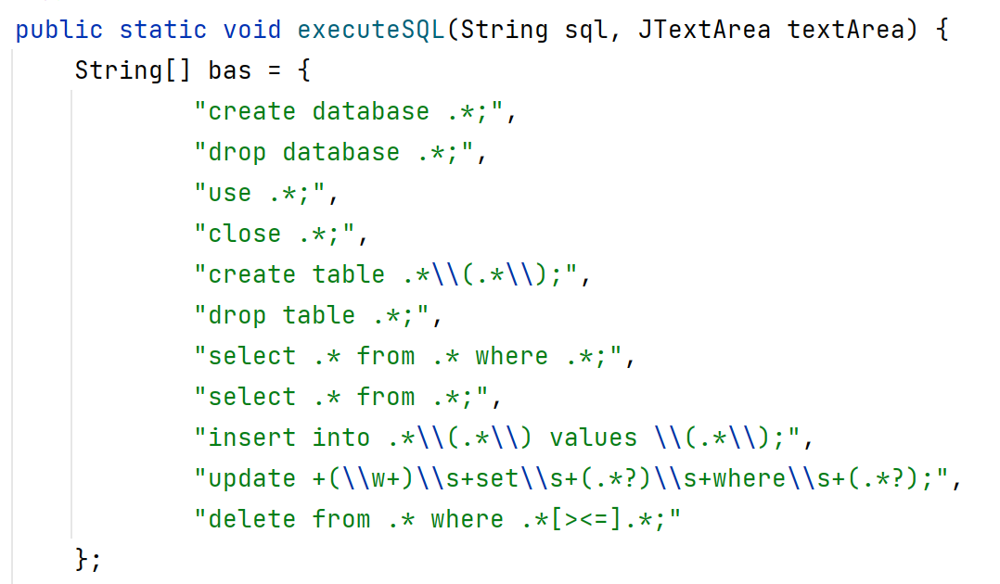 public static void executeSQL(String sql, JTextArea textArea) {
    String[] bas = {
            "create database .*;",
            "drop database .*;",
            "use .*;",
            "close .*;",
            "create table .*\\(.*\\);",
            "drop table .*;",
            "select .* from .* where .*;",
            "select .* from .*;",
            "insert into .*\\(.*\\) values \\(.*\\);",
            "update +(\\w+)\\s+set\\s+(.*?)\\s+where\\s+(.*?);",
            "delete from .* where .*[><=].*;"
    };